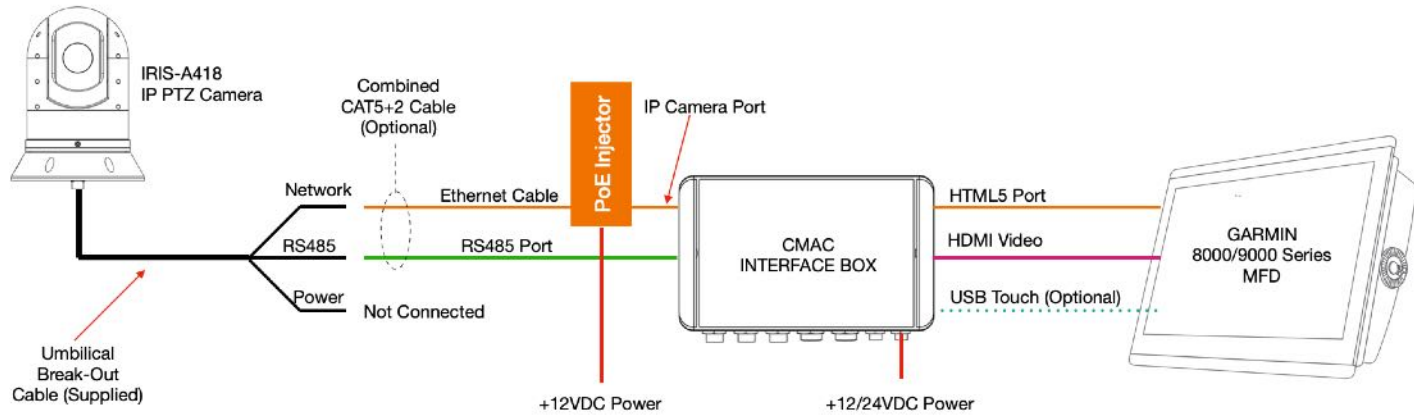 IRIS-A418
IP PTZ Camera
Combined
CAT5+2 Cable
(Optional)
PoE Injector
IP Camera Port
Network
Ethernet Cable
HTML5 Port
RS485
RS485 Port
CMAC
INTERFACE BOX
HDMI Video
GARMIN
8000/9000 Series
MFD
Power
Not Connected
USB Touch (Optional)
Umbilical
Break-Out
Cable (Supplied)
+12VDC Power
+12/24VDC Power